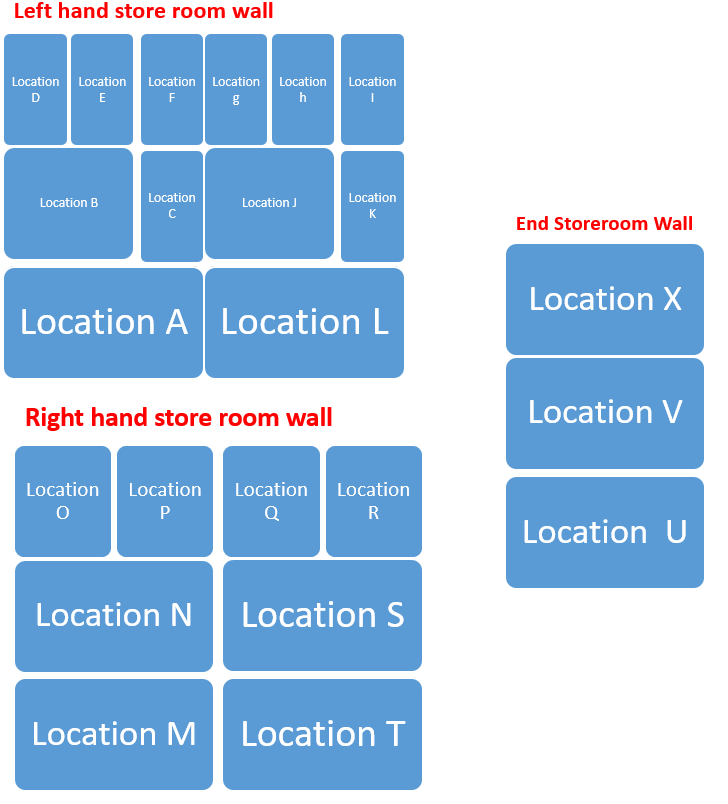 Left hand store room wall
Location
D
Location
E
Location
F
Location
g
Location
h
Location
I
Location B
Location
C
Location J
Location
K
Location A
Location L
End Storeroom Wall
Location X
Location V
Location  U
Right hand store room wall
Location
O
Location
P
Location
Q
Location
R
Location N
Location S
Location M
Location T